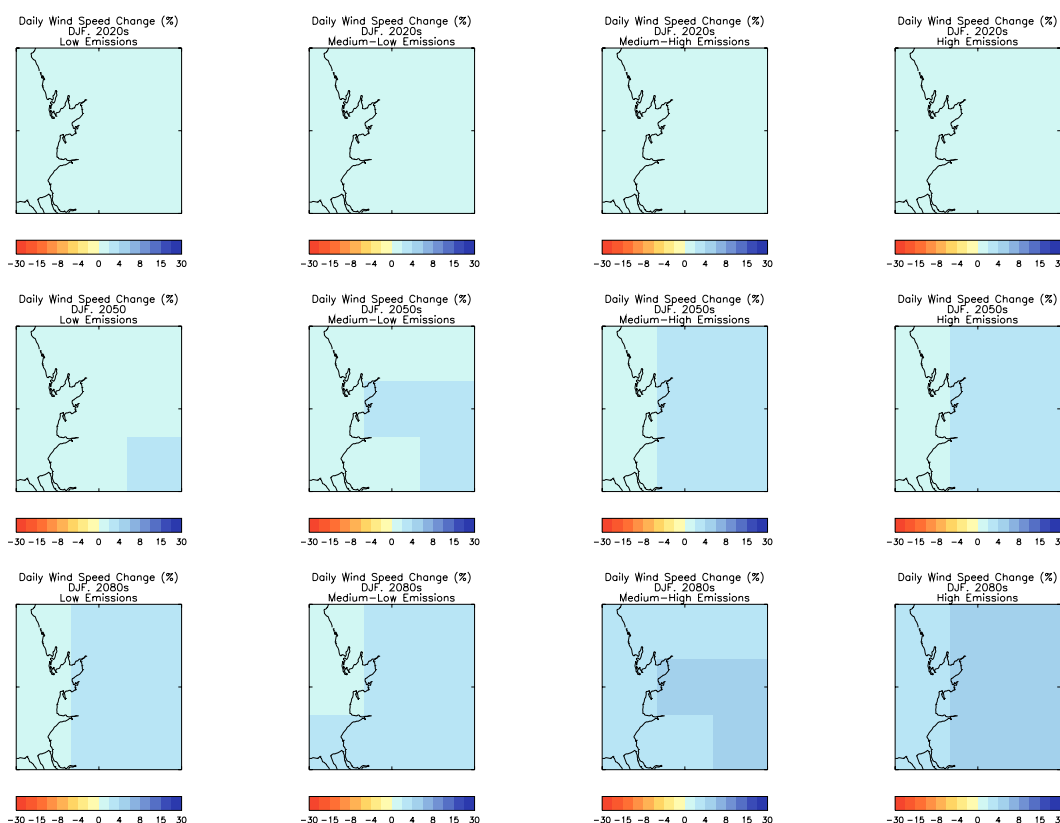 Daily Wind Speed Change (%)
DJF. 2020s
Low Emissions
-30 -15 -8 -4 0 4 8 15 30
Daily Wind Speed Change (%)
DJF. 2020s
Medium-Low Emissions
-30 -15 -8 -4 0 4 8 15 30
Daily Wind Speed Change (%)
DJF. 2020s
Medium-High Emissions
-30 -15 -8 -4 0 4 8 15 30
Daily Wind Speed Change (%)
DJF. 2020s
High Emissions
-30 -15 -8 -4 0 4 8 15 3
Daily Wind Speed Change (%)
DJF. 2050
Low Emissions
-30 -15 -8 -4 0 4 8 15 30
Daily Wind Speed Change (%)
DJF. 2050s
Medium-Low Emissions
-30 -15 -8 -4 0 4 8 15 30
Daily Wind Speed Change (%)
DJF. 2050s
Medium-High Emissions
-30 -15 -8 -4 0 4 8 15 30
Daily Wind Speed Change (%)
DJF. 2050s
High Emissions
-30 -15 -8 -4 0 4 8 15 3
Daily Wind Speed Change (%)
DJF. 2080s
Low Emissions
-30 -15 -8 -4 0 4 8 15 30
Daily Wind Speed Change (%)
DJF. 2080s
Medium-Low Emissions
-30 -15 -8 -4 0 4 8 15 30
Daily Wind Speed Change (%)
DJF. 2080s
Medium-High Emissions
-30 -15 -8 -4 0 4 8 15 30
Daily Wind Speed Change (%)
DJF. 2080s
High Emissions
-30 -15 -8 -4 0 4 8 15 3